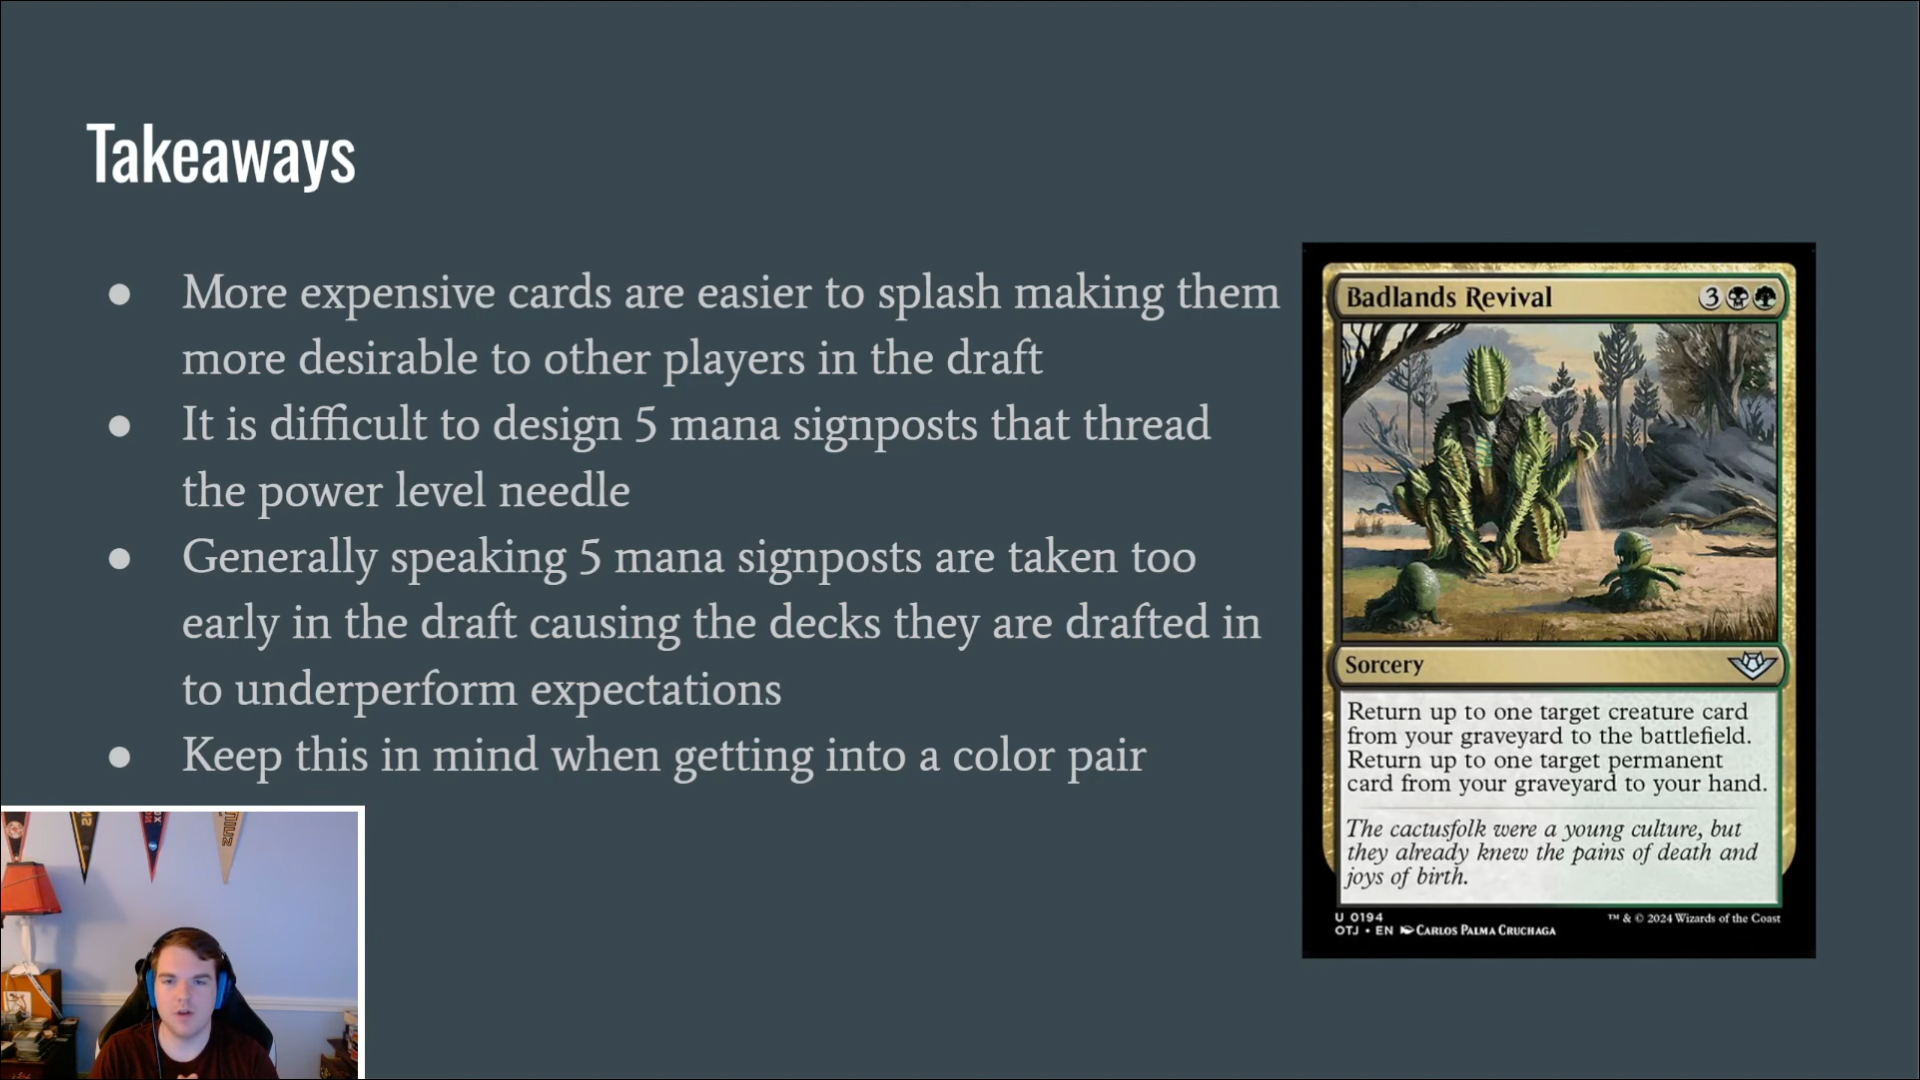 Takeaways
● More expensive cards are easier to splash making them
more desirable to other players in the draft
● It is difficult to design 5 mana signposts that thread
the power level needle
● Generally speaking 5 mana signposts are taken too
early in the draft causing the decks they are drafted in
to underperform expectations
● Keep this in mind when getting into a color pair
Badlands Revival 3
Sorcery
Return up to one target creature card
from your graveyard to the battlefield.
Return up to one target permanent
card from your graveyard to your hand.
The cactusfolk were a young culture, but
they already knew the pains of death and
joys of birth.
U 0194
OTJ • EN CARLOS PALMA CRUCHAGA
™ & © 2024 Wizards of the Coast